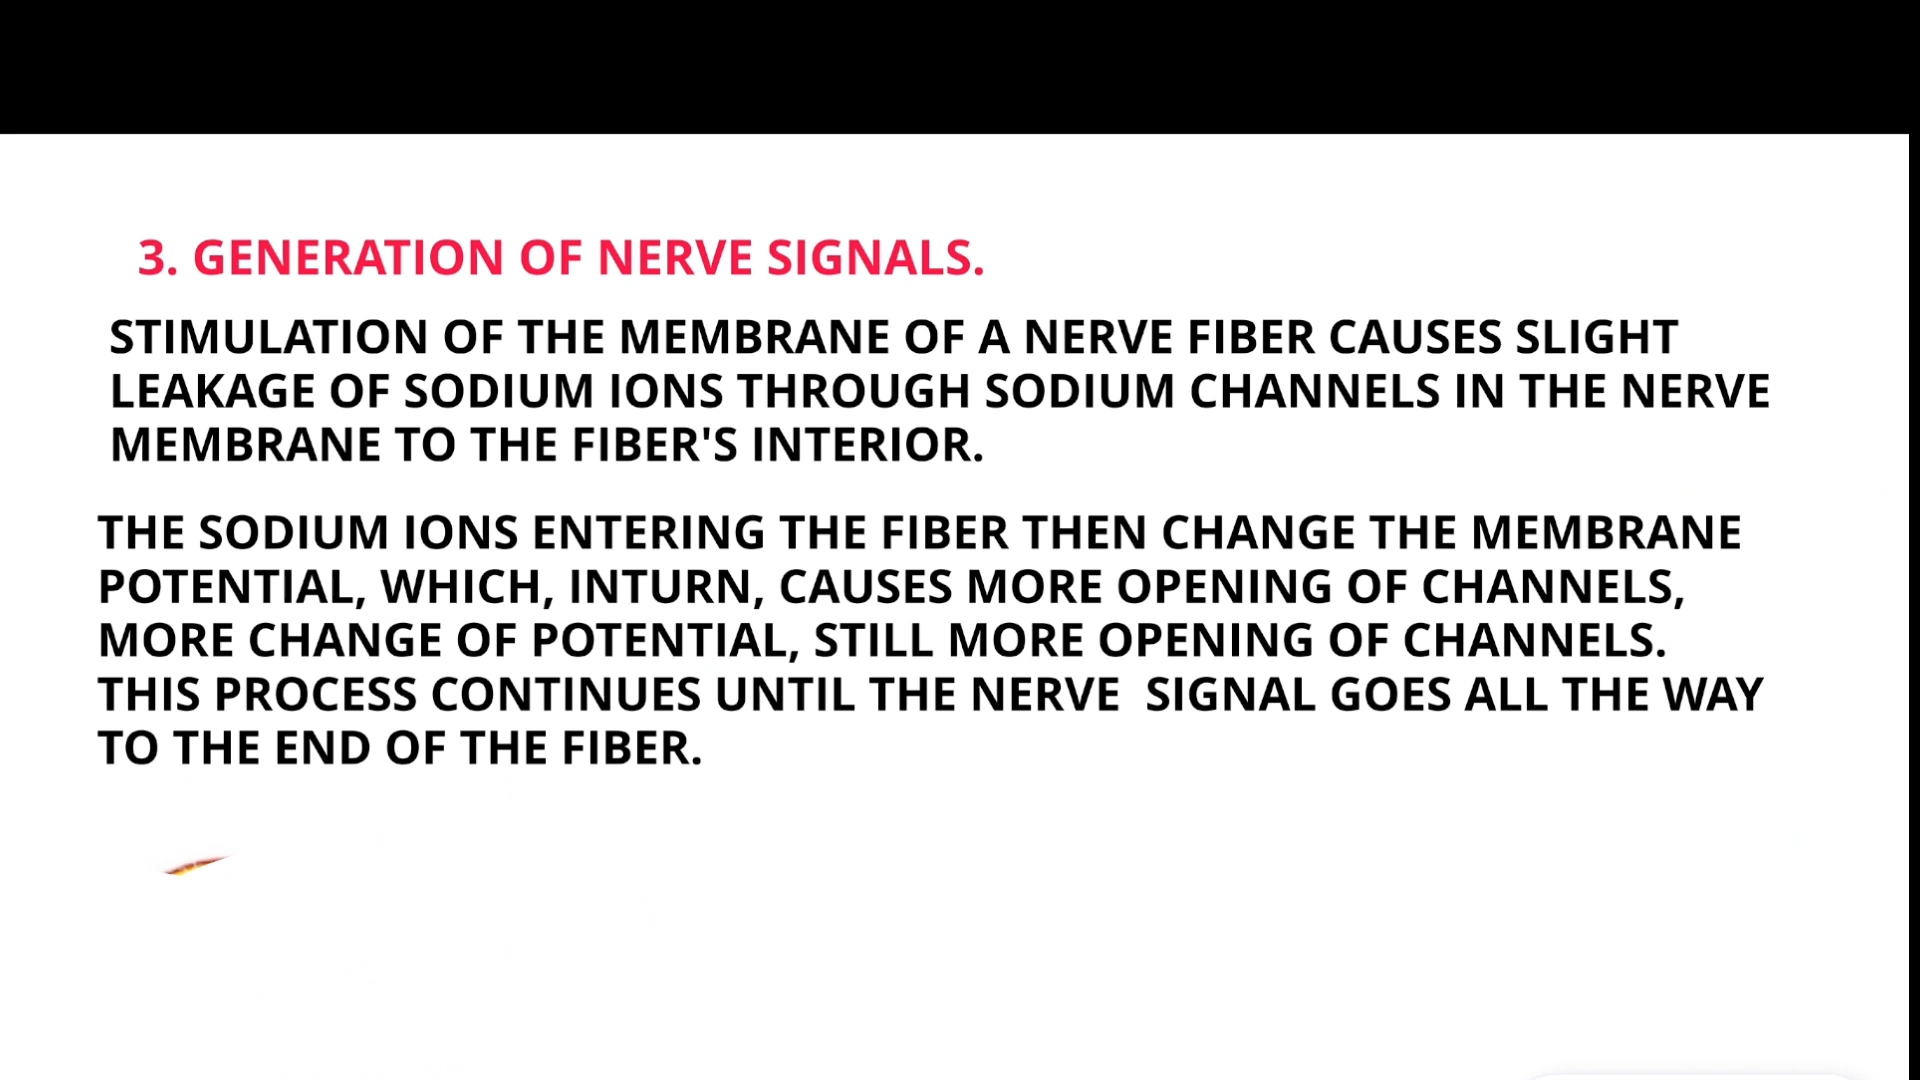 3. GENERATION OF NERVE SIGNALS.
STIMULATION OF THE MEMBRANE OF A NERVE FIBER CAUSES SLIGHT
LEAKAGE OF SODIUM IONS THROUGH SODIUM CHANNELS IN THE NERVE
MEMBRANE TO THE FIBER'S INTERIOR.
THE SODIUM IONS ENTERING THE FIBER THEN CHANGE THE MEMBRANE
POTENTIAL, WHICH, INTURN, CAUSES MORE OPENING OF CHANNELS,
MORE CHANGE OF POTENTIAL, STILL MORE OPENING OF CHANNELS.
THIS PROCESS CONTINUES UNTIL THE NERVE  SIGNAL GOES ALL THE WAY
TO THE END OF THE FIBER.